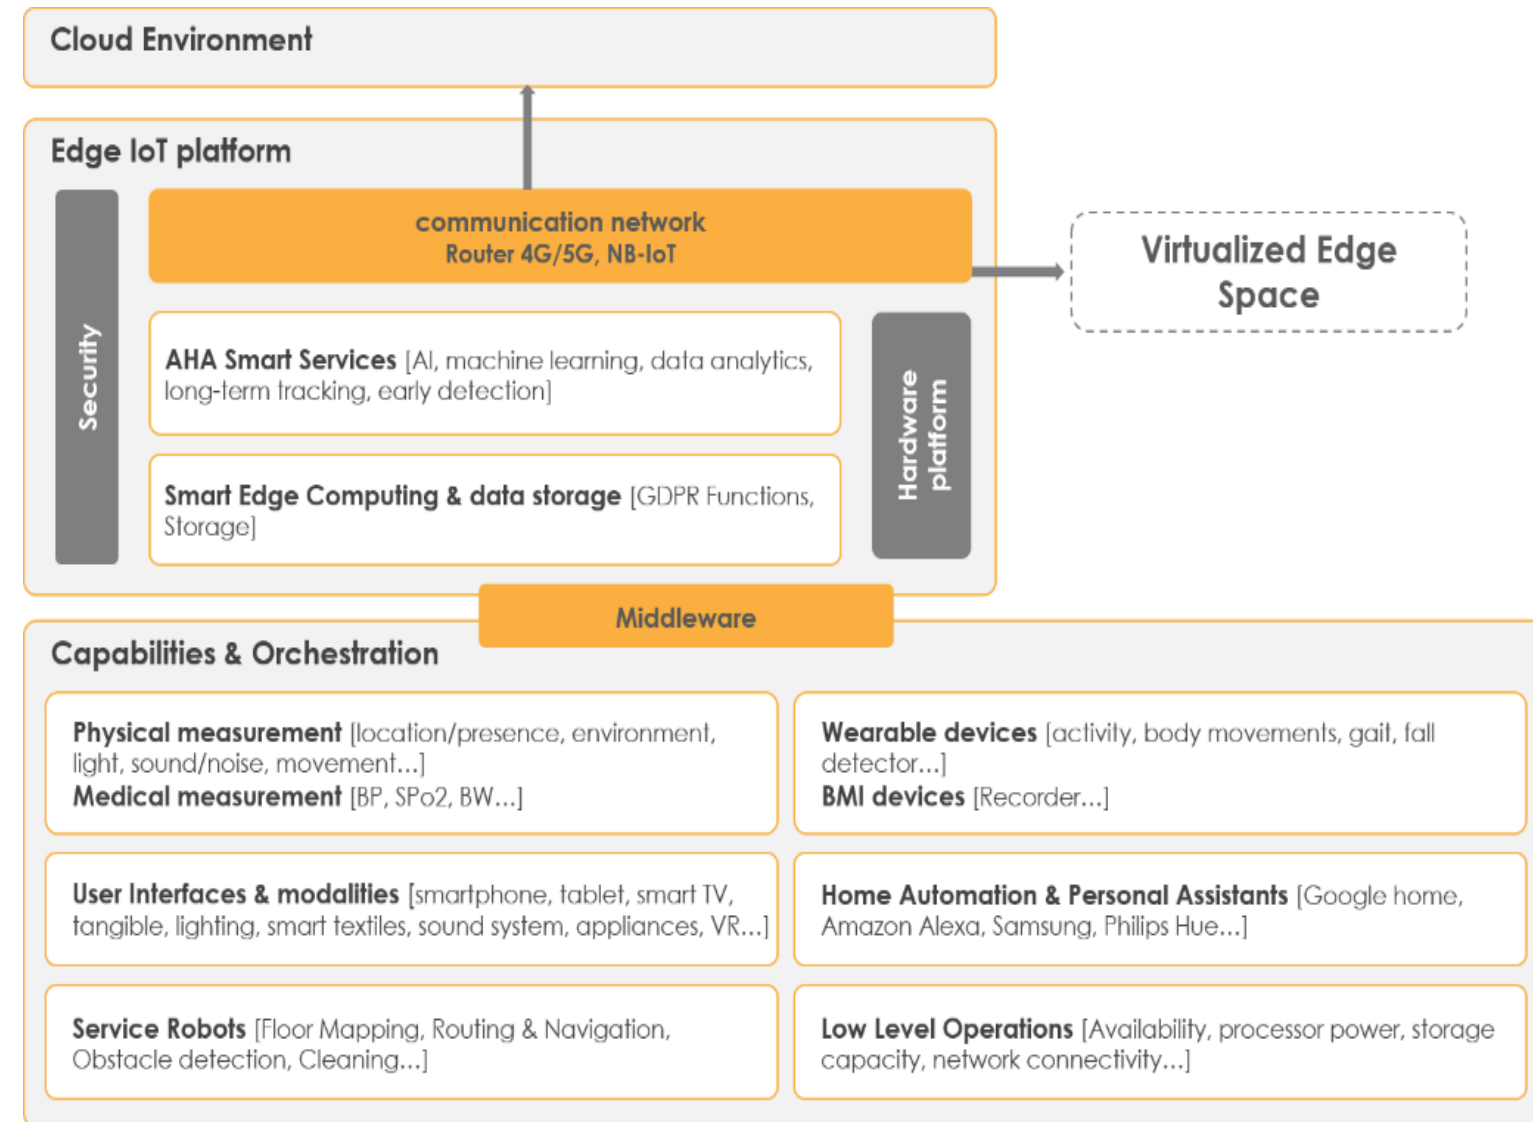 Cloud Environment
Edge IoT platform
Security
communication network
Router 4G/5G, NB-IoT
Virtualized Edge
Space
AHA Smart Services [AI, machine learning, data analytics,
long-term tracking, early detection]
Hardware
platform
Smart Edge Computing & data storage [GDPR Functions,
Storage]
Middleware
Capabilities & Orchestration
Physical measurement [location/presence, environment,
light, sound/noise, movement...]
Medical measurement [BP, SPo2, BW...]
Wearable devices [activity, body movements, gait, fall
detector...]
BMI devices [Recorder...]
User Interfaces & modalities [smartphone, tablet, smart TV,
tangible, lighting, smart textiles, sound system, appliances, VR...]
Home Automation & Personal Assistants [Google home,
Amazon Alexa, Samsung, Philips Hue...]
Service Robots [Floor Mapping, Routing & Navigation,
Obstacle detection, Cleaning...]
Low Level Operations [Availability, processor power, storage
capacity, network connectivity...]